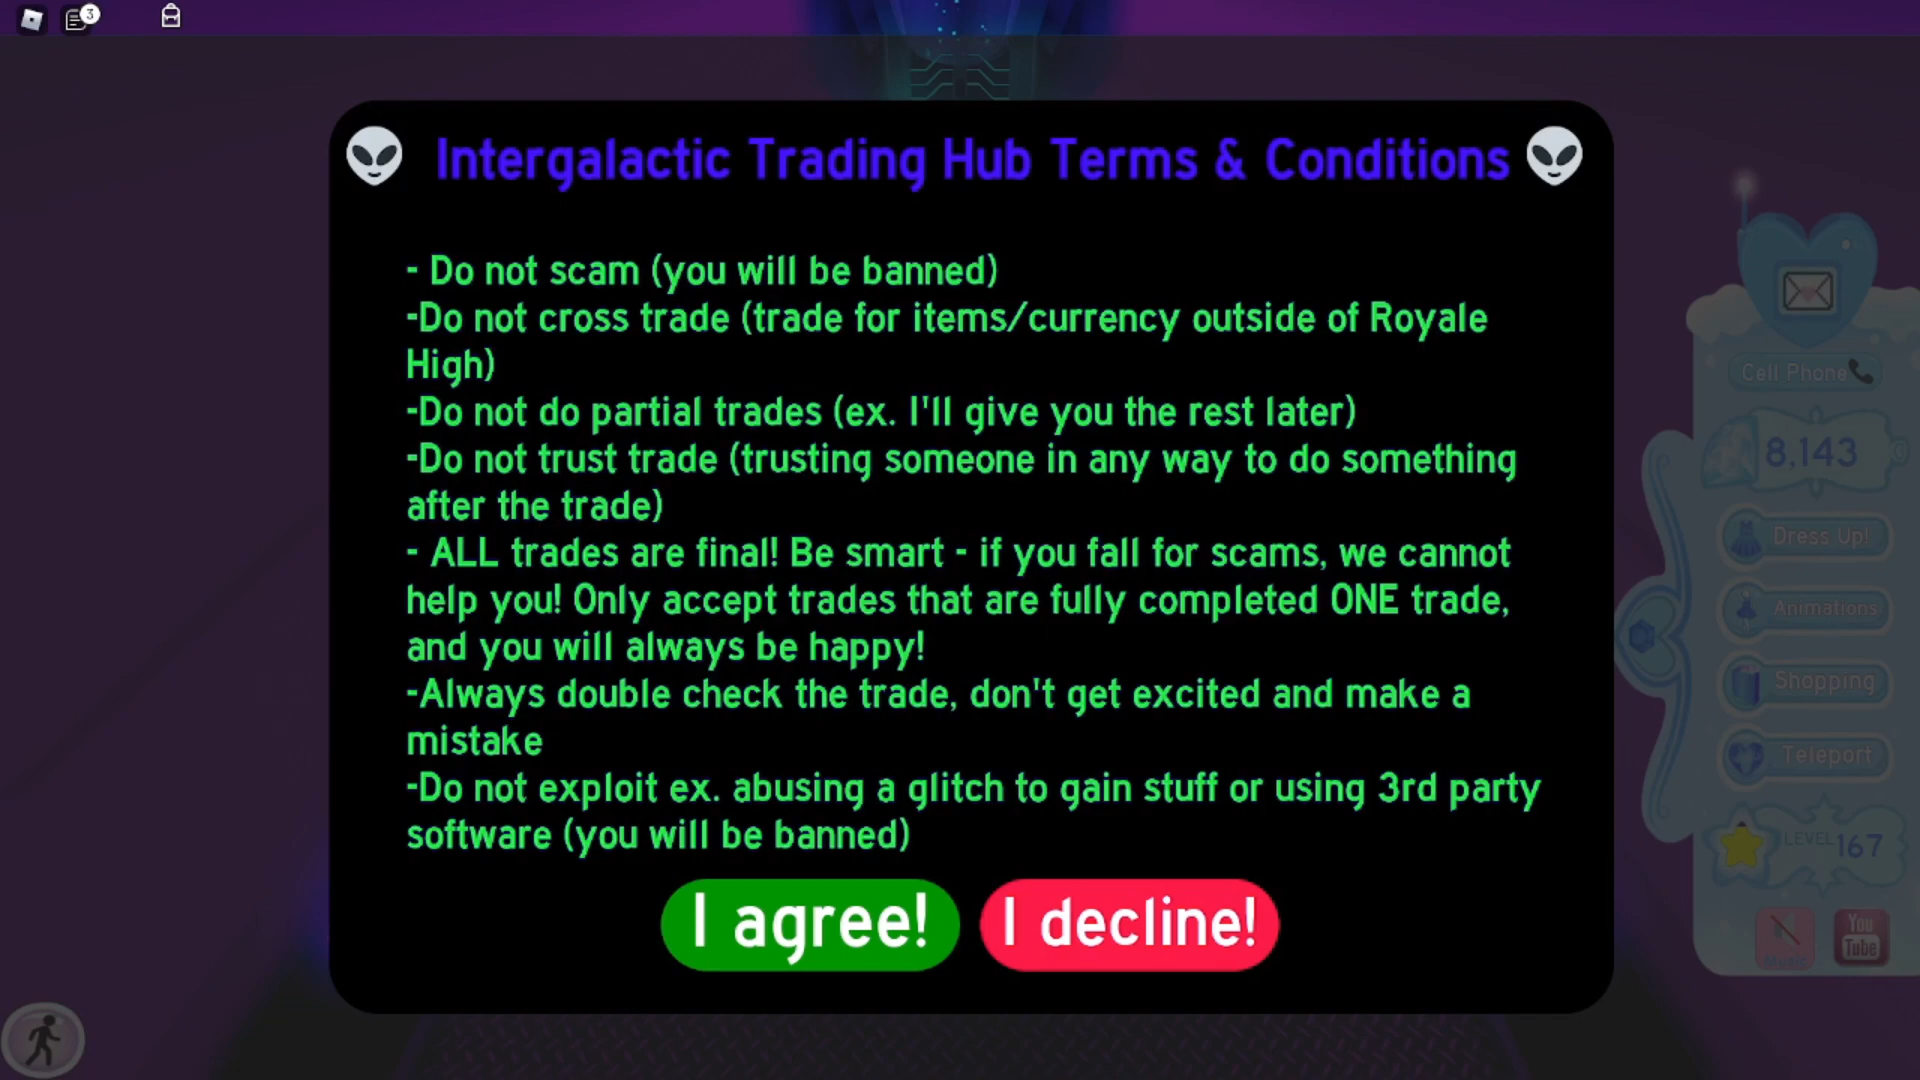 3
Intergalactic Trading Hub Terms & Conditions
- Do not scam (you will be banned)
-Do not cross trade (trade for items/currency outside of Royale
High)
-Do not do partial trades (ex. I'll give you the rest later)
-Do not trust trade (trusting someone in any way to do something
after the trade)
- ALL trades are final! Be smart - if you fall for scams, we cannot
help you! Only accept trades that are fully completed ONE trade,
and you will always be happy!
-Always double check the trade, don't get excited and make a
mistake
-Do not exploit ex. abusing a glitch to gain stuff or using 3rd party
software (you will be banned)
I agree!
I decline!
Cell Phone
8,143
Dress Up!
Animations
Shopping
Teleport
LEVEL 167
Music
You
Tube